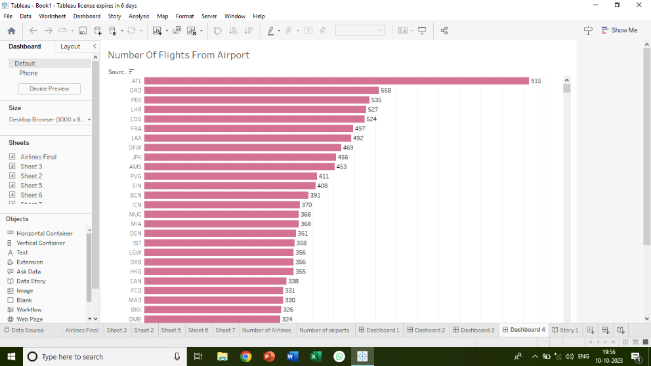 Tableau - Book1 - Tableau license expires in 6 days
File Data Worksheet Dashboard Story Analysis Map Format Server Window Help
Show Me
Dashboard Layout
Default
Phone
Device Preview
Size
Desktop Browser (1000 x 8...
Sheets
Airlines Final
Sheet 3
Sheet 2
Sheet 5
Sheet 6
Objects
Horizontal Container
Vertical Container
A Text
Extension
Ask Data
Data Story
Image
Blank
Workflow
Web Page
Number Of Flights From Airport
Sourc..
ATL 915
ORD 558
PEK 535
LHR 527
CDG 524
FRA 497
LAX 492
DFW 469
JFK 456
AMS 453
PVG 411
SIN 408
BCN 391
ICN 370
MUC 368
MIA 368
DEN 361
IST 358
LGW 356
DXB 356
HKG 355
CAN 338
FCO 331
MAD 330
BKK 326
DME 324
Data Source Airlines Final Sheet 3 Sheet 2 Sheet 5 Sheet 6 Sheet 7 Number of Airlines Number of airports Dashboard 1 Dashboard 2 Dashboard 3 Dashboard 4 Story 1
Type here to search
ENG
19:56
10-10-2023